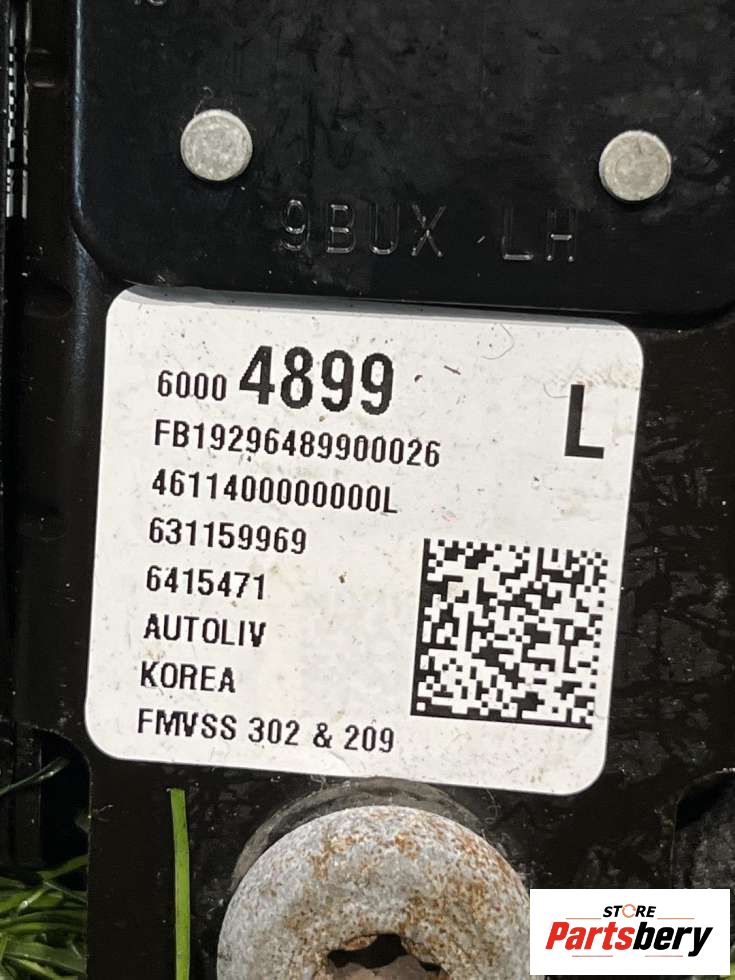 9BUX LH
6000 4899
L
FB19296489900026
4611400000000L
631159969
6415471
AUTOLIV
KOREA
FMVSS 302 & 209
STORE
Partsbery